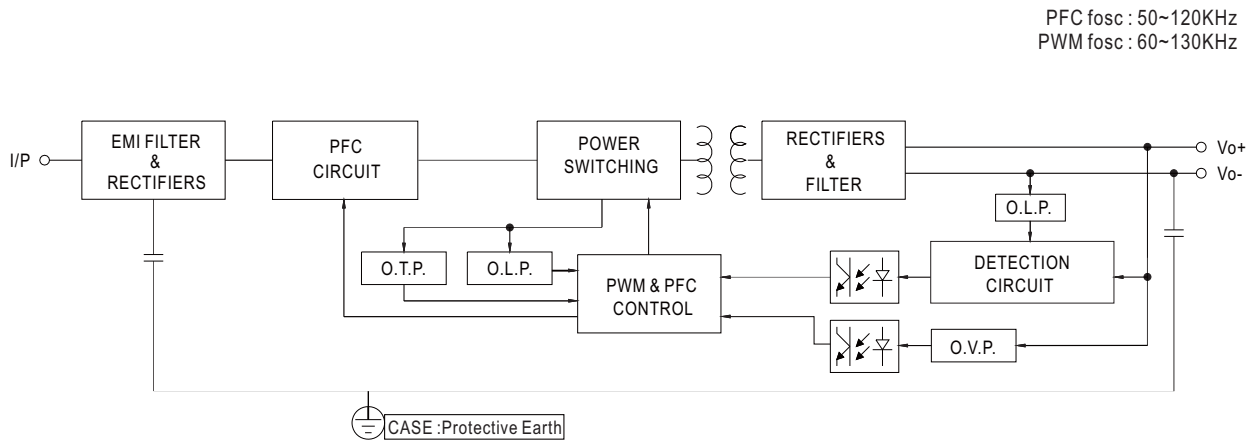 PFC fosc : 50~120KHz
PWM fosc : 60~130KHz
I/P
EMI FILTER
&
RECTIFIERS
PFC
CIRCUIT
POWER
SWITCHING
RECTIFIERS
&
FILTER
Vo+
Vo-
O.L.P.
O.T.P.
O.L.P.
PWM & PFC
CONTROL
DETECTION
CIRCUIT
O.V.P.
CASE :Protective Earth